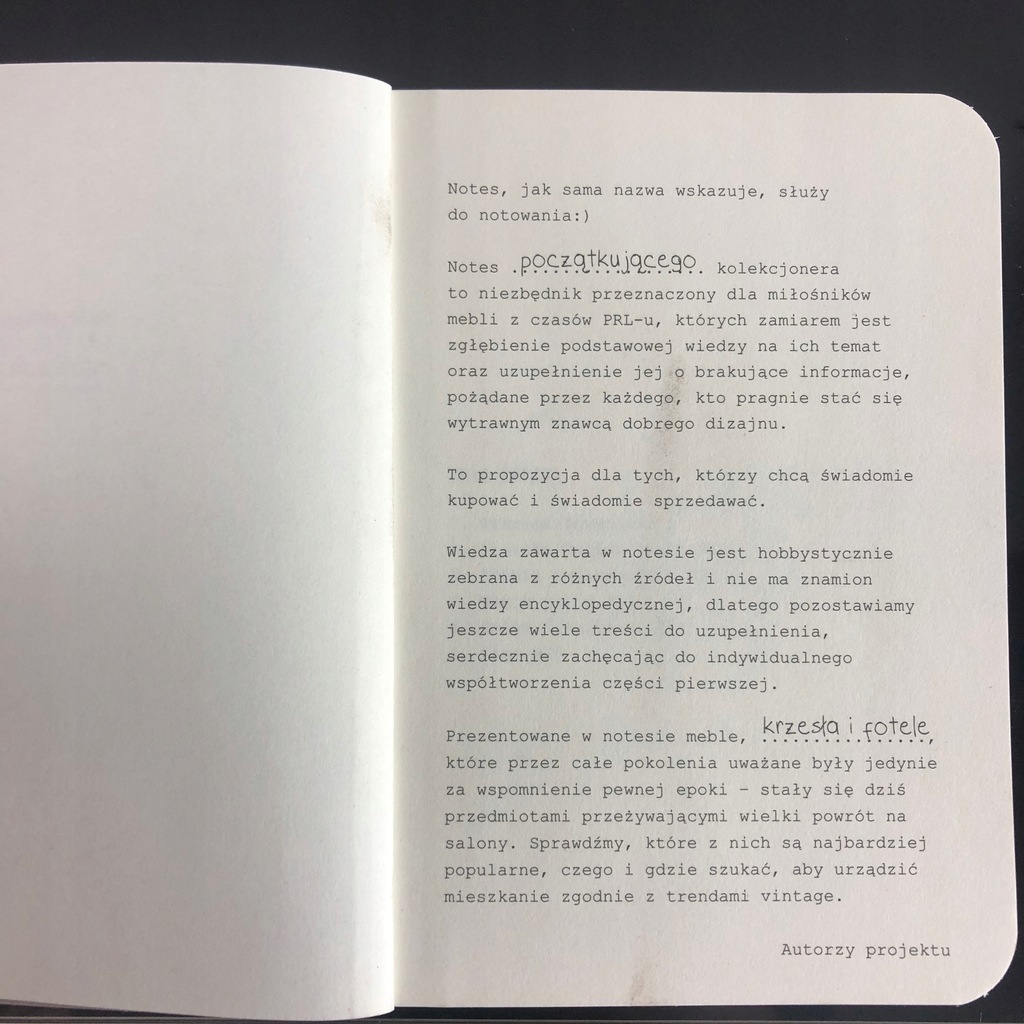 Notes, jak sama nazwa wskazuje, służy
do notowania:)
Notes .początkującego. kolekcjonera
to niezbędnik przeznaczony dla miłośników
mebli z czasów PRL-u, których zamiarem jest
zgłębienie podstawowej wiedzy na ich temat
oraz uzupełnienie jej o brakujące informacje,
pożądane przez każdego, kto pragnie stać się
wytrawnym znawcą dobrego dizajnu.
To propozycja dla tych, którzy chcą świadomie
kupować i świadomie sprzedawać.
Wiedza zawarta w notesie jest hobbystycznie
zebrana z różnych źródeł i nie ma znamion
wiedzy encyklopedycznej, dlatego pozostawiamy
jeszcze wiele treści do uzupełnienia,
serdecznie zachęcając do indywidualnego
współtworzenia części pierwszej.
Prezentowane w notesie meble, krzesła i fotele,
które przez całe pokolenia uważane były jedynie
za wspomnienie pewnej epoki – stały się dziś
przedmiotami przeżywającymi wielki powrót na
salony. Sprawdźmy, które z nich są najbardziej
popularne, czego i gdzie szukać, aby urządzić
mieszkanie zgodnie z trendami vintage.
Autorzy projektu